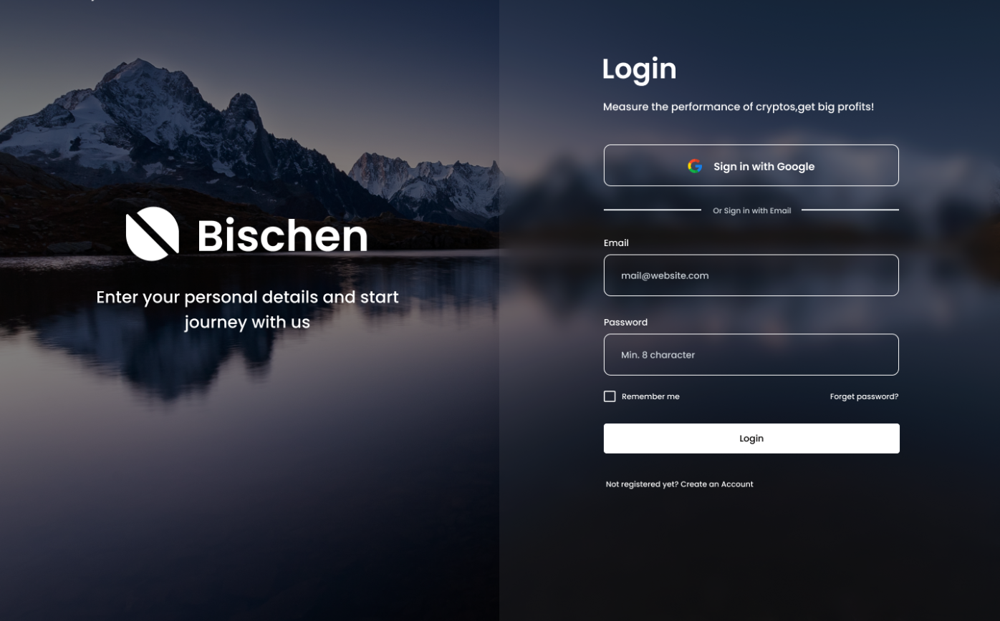 Bischen
Enter your personal details and start
journey with us
Login
Measure the performance of cryptos,get big profits!
Sign in with Google
Or Sign in with Email
Email
mail@website.com
Password
Min. 8 character
Remember me
Forget password?
Login
Not registered yet? Create an Account